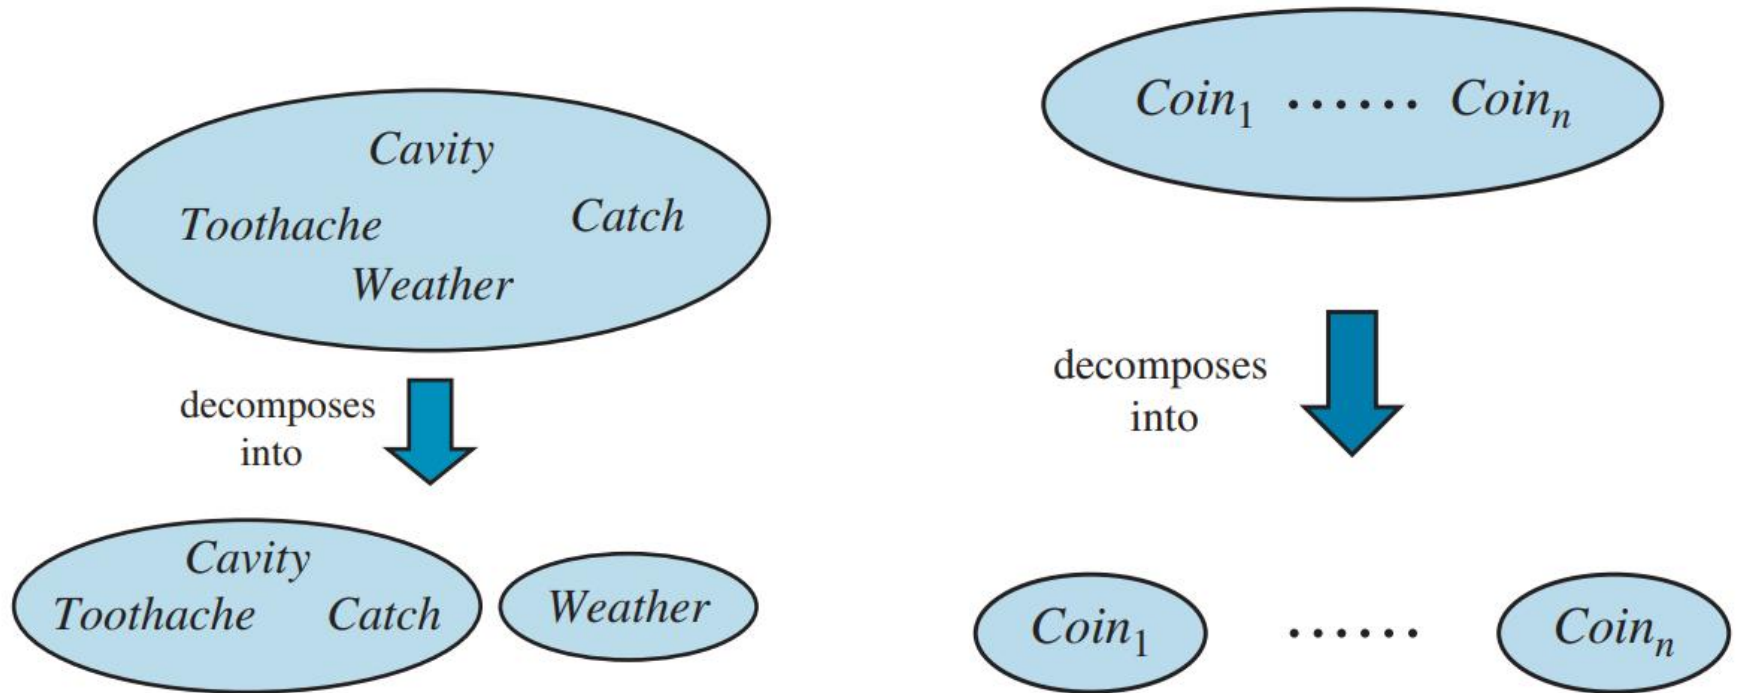 Cavity
Toothache Catch
Weather
decomposes
into
Cavity
Toothache Catch
Weather
Coin₁ ...... Coinₙ
decomposes
into
Coin₁ ...... Coinₙ